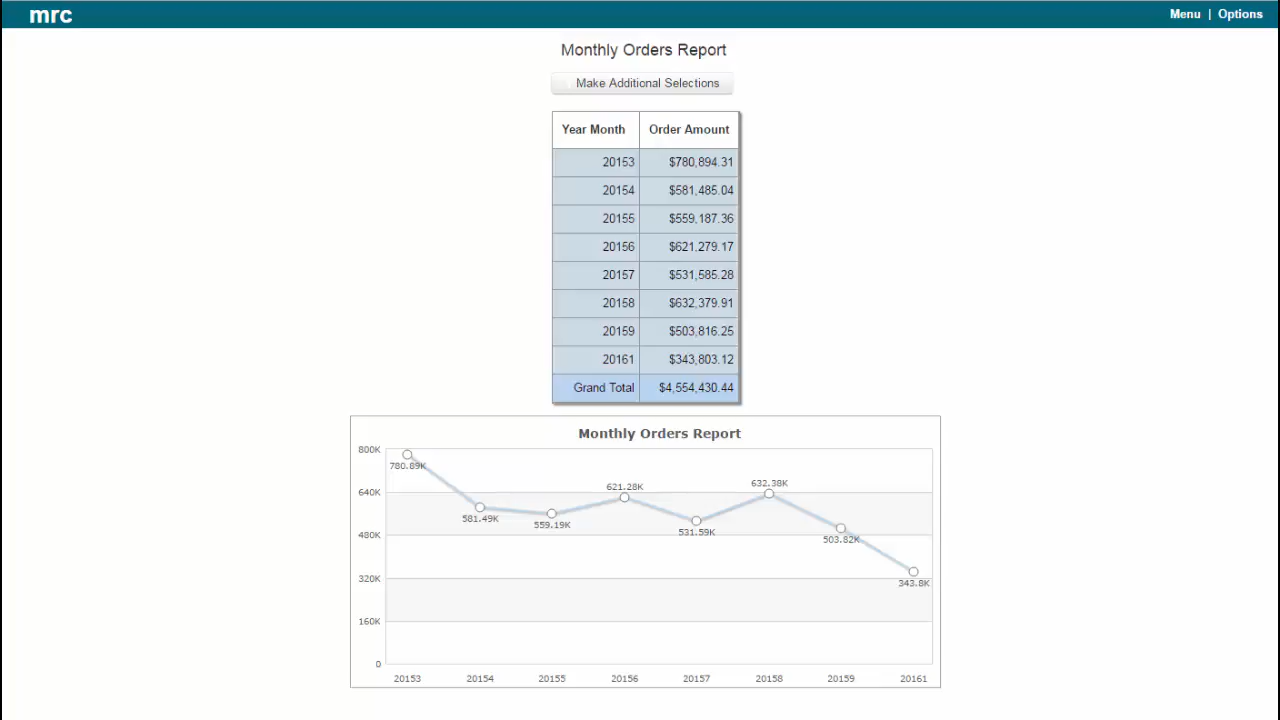 mrc
Menu | Options
Monthly Orders Report
Make Additional Selections
Year Month Order Amount
20153 $780,894.31
20154 $581,485.04
20155 $559,187.36
20156 $621,279.17
20157 $531,585.28
20158 $632,379.91
20159 $503,816.25
20161 $343,803.12
Grand Total $4,554,430.44
Monthly Orders Report
800K
640K
480K
320K
160K
0
780.89K
581.49K
559.19K
621.28K
531.59K
632.38K
503.82K
343.8K
20153 20154 20155 20156 20157 20158 20159 20161